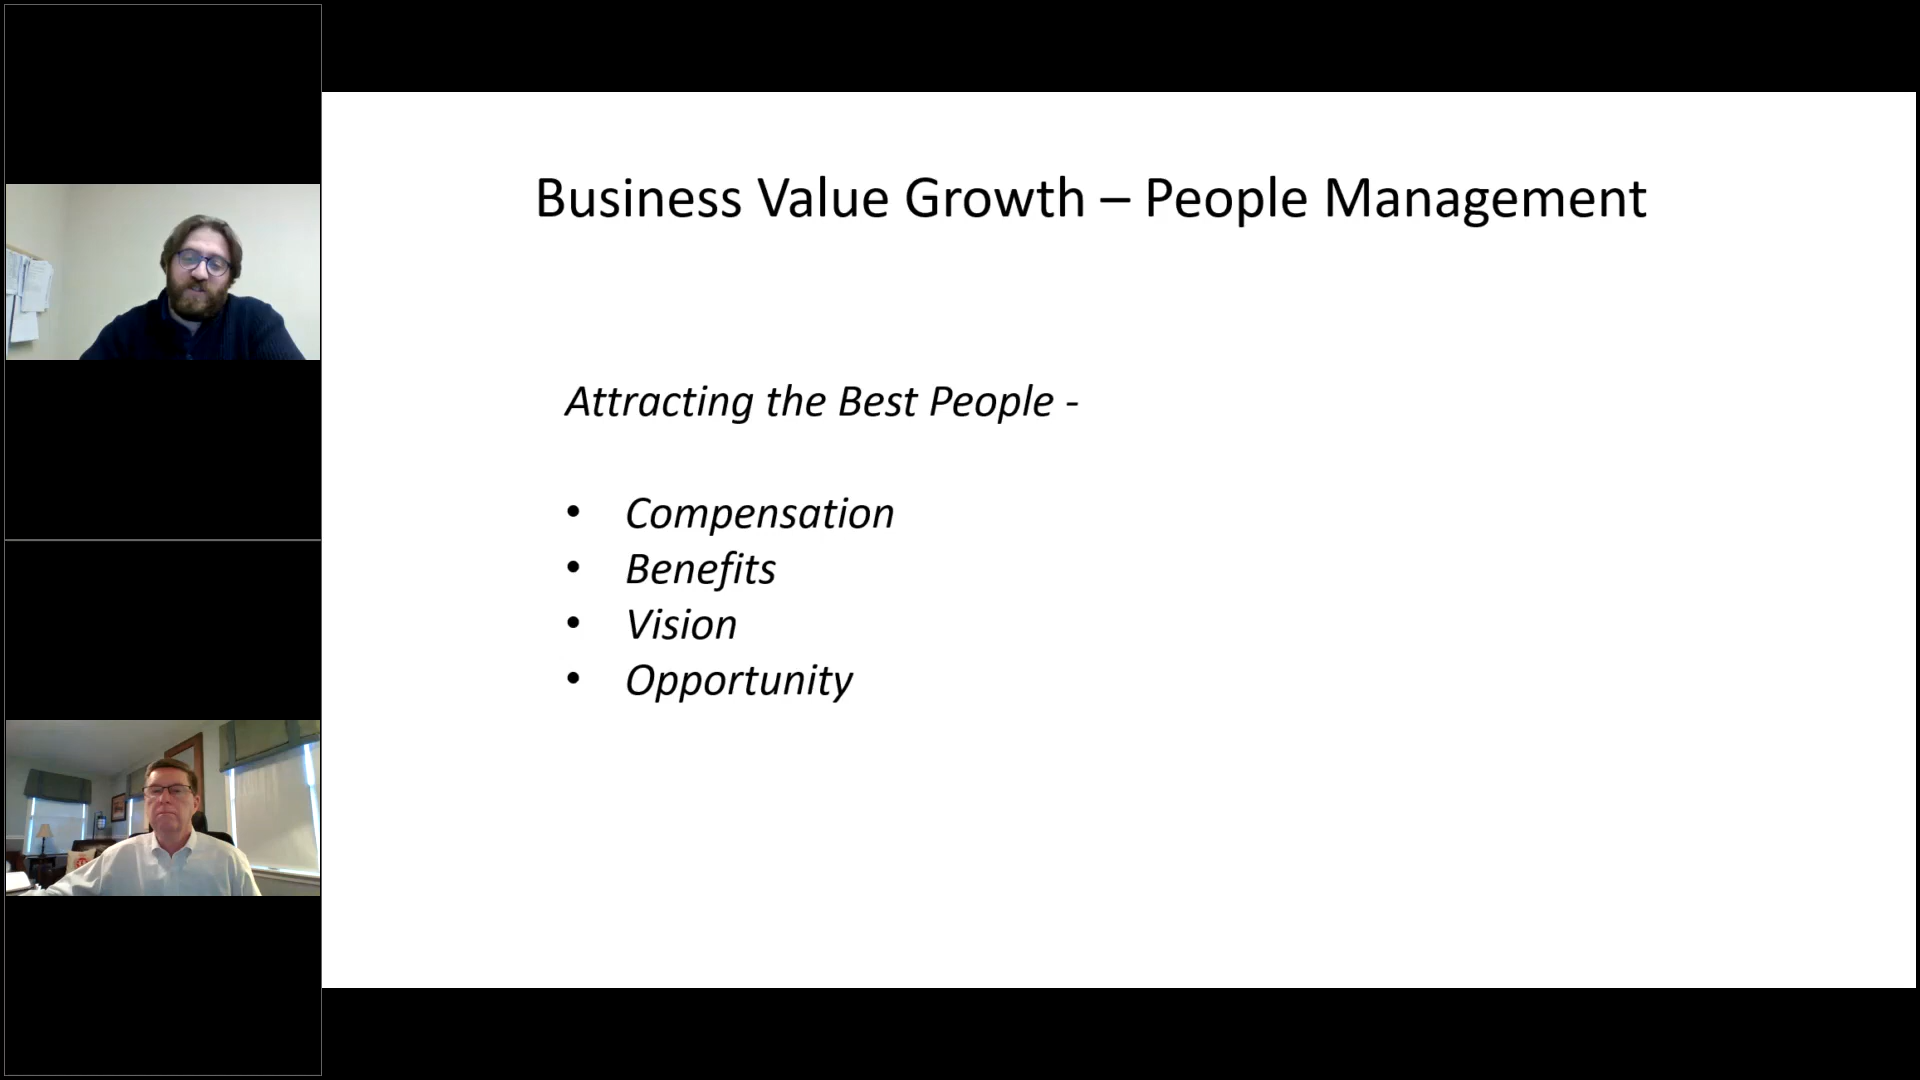 Business Value Growth – People Management
Attracting the Best People -
• Compensation
• Benefits
• Vision
• Opportunity